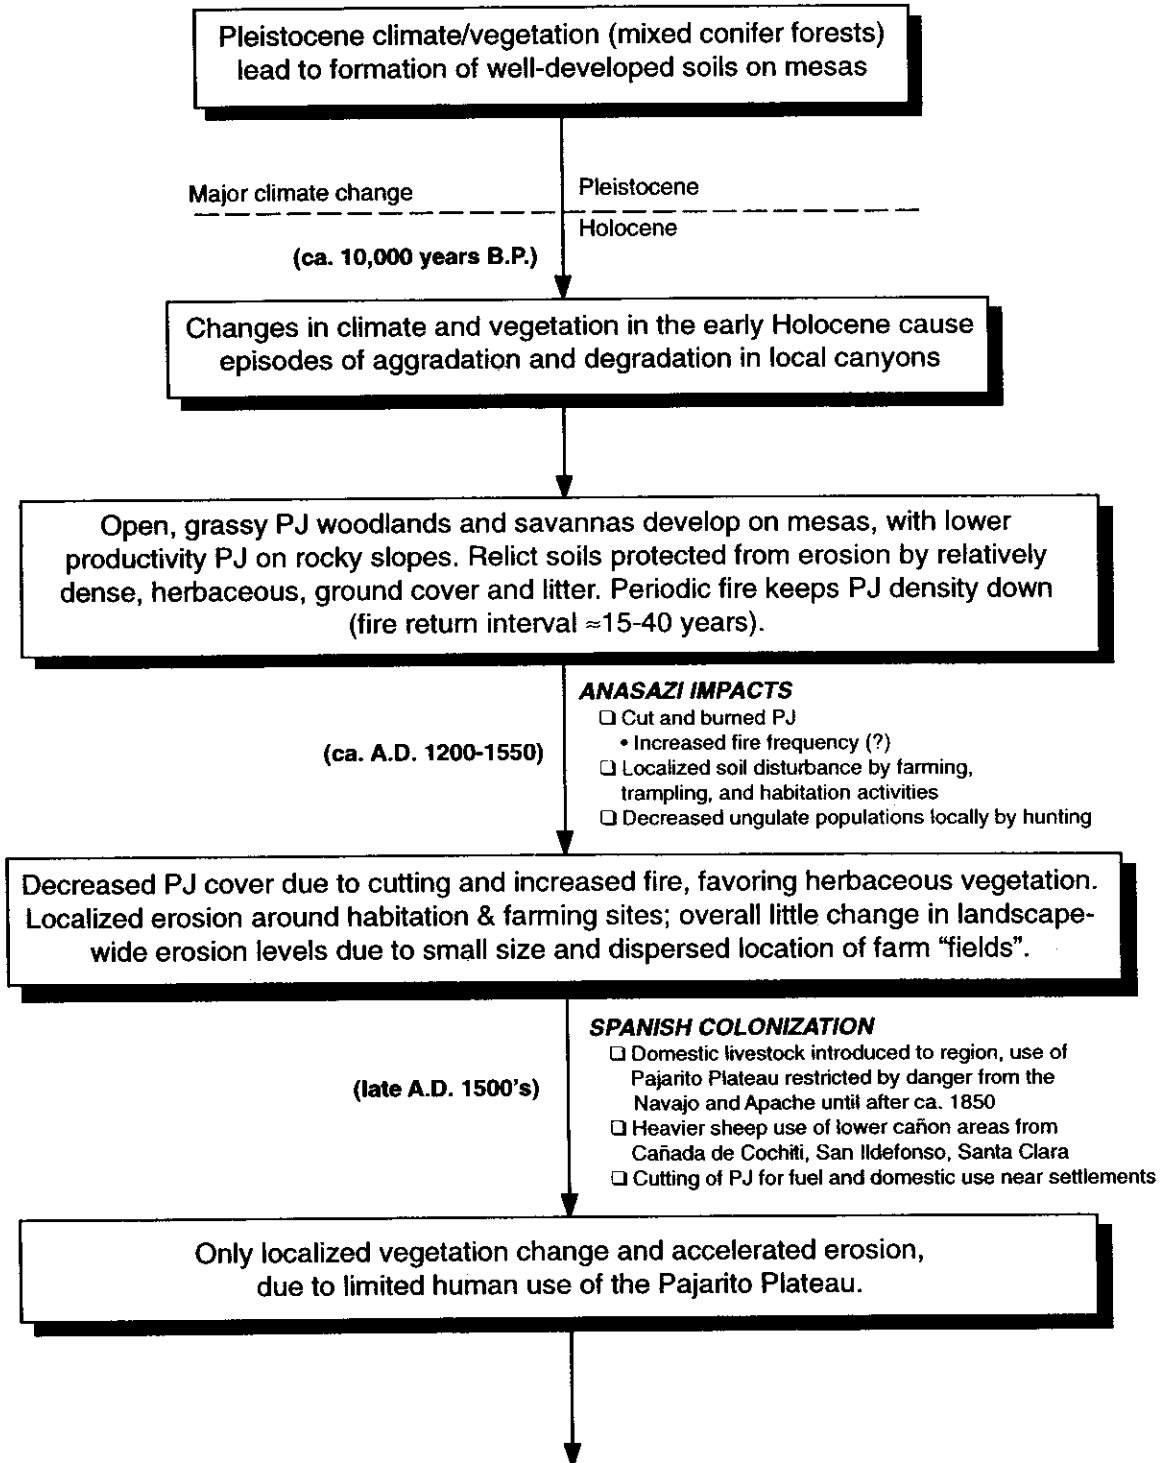 Pleistocene climate/vegetation (mixed conifer forests)
lead to formation of well-developed soils on mesas
Major climate change
Pleistocene
Holocene
(ca. 10,000 years B.P.)
Changes in climate and vegetation in the early Holocene cause
episodes of aggradation and degradation in local canyons
Open, grassy PJ woodlands and savannas develop on mesas, with lower
productivity PJ on rocky slopes. Relict soils protected from erosion by relatively
dense, herbaceous, ground cover and litter. Periodic fire keeps PJ density down
(fire return interval ≈15-40 years).
(ca. A.D. 1200-1550)
ANASAZI IMPACTS
❑ Cut and burned PJ
• Increased fire frequency (?)
❑ Localized soil disturbance by farming,
trampling, and habitation activities
❑ Decreased ungulate populations locally by hunting
Decreased PJ cover due to cutting and increased fire, favoring herbaceous vegetation.
Localized erosion around habitation & farming sites; overall little change in landscape-
wide erosion levels due to small size and dispersed location of farm “fields”.
(late A.D. 1500's)
SPANISH COLONIZATION
❑ Domestic livestock introduced to region, use of
Pajarito Plateau restricted by danger from the
Navajo and Apache until after ca. 1850
❑ Heavier sheep use of lower cañon areas from
Cañada de Cochiti, San Ildefonso, Santa Clara
❑ Cutting of PJ for fuel and domestic use near settlements
Only localized vegetation change and accelerated erosion,
due to limited human use of the Pajarito Plateau.